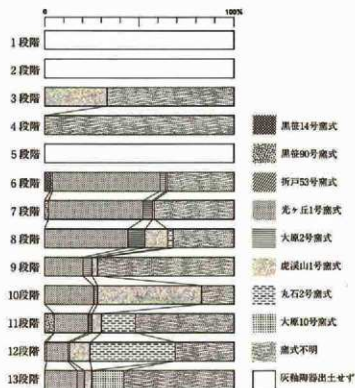 0
100%
1段階
2段階
3段階
4段階
5段階
6段階
7段階
8段階
9段階
10段階
11段階
12段階
13段階
黒笹14号窯式
黒笹90号窯式
折戸53号窯式
光ヶ丘1号窯式
大原2号窯式
虎渓山1号窯式
丸石2号窯式
大原10号窯式
窯式不明
灰釉陶器出土せず